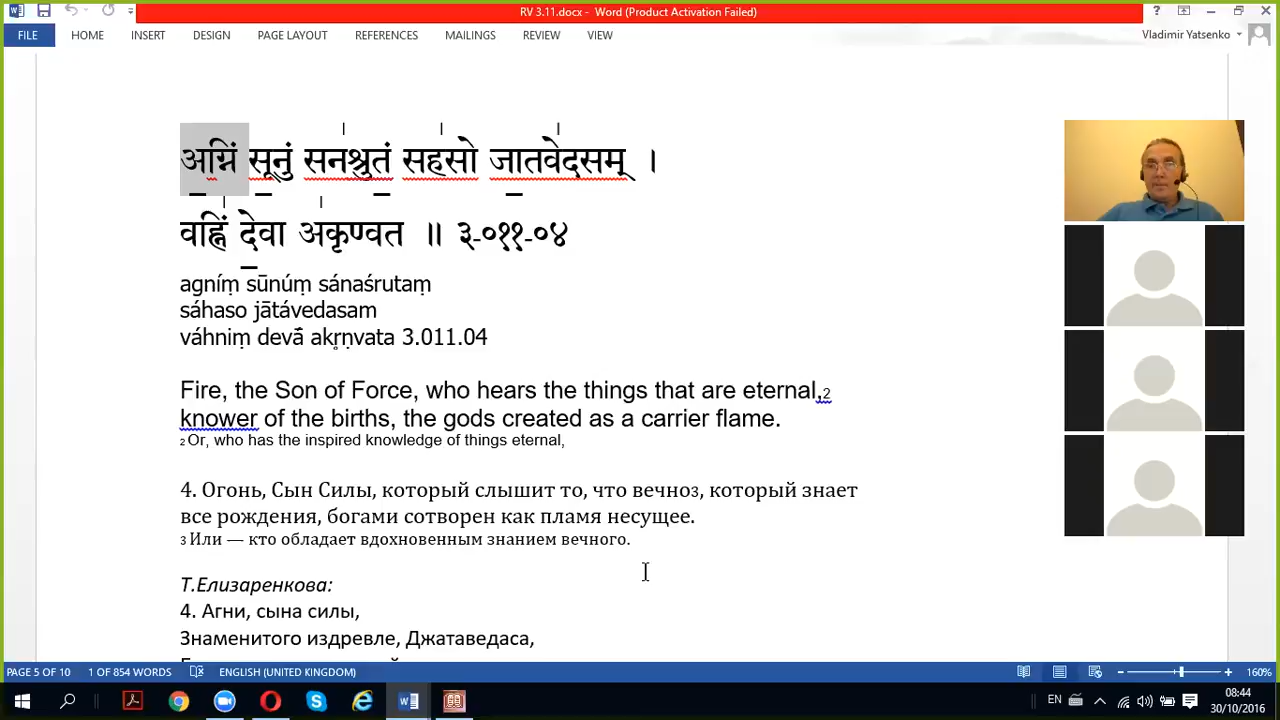 RV 3.11.docx - Word (Product Activation Failed)
FILE HOME INSERT DESIGN PAGE LAYOUT REFERENCES MAILINGS REVIEW VIEW Vladimir Yatsenko
अ॒ग्निं सू॒नुं सन॑श्रुतं॒ सह॑सो जा॒तवे॑दसम् ।
वह्निं॑ दे॒वा अ॑कृण्वत ॥ ३-०११-०४
agníṃ sūnúṃ sánaśrutaṃ
sáhaso jātávedasam
váhniṃ devā́ akr̥ṇvata 3.011.04
Fire, the Son of Force, who hears the things that are eternal,2
knower of the births, the gods created as a carrier flame.
2 Or, who has the inspired knowledge of things eternal,
4. Огонь, Сын Силы, который слышит то, что вечно3, который знает
все рождения, богами сотворен как пламя несущее.
3 Или — кто обладает вдохновенным знанием вечного.
Т.Елизаренкова:
4. Агни, сына силы,
Знаменитого издревле, Джатаведаса,
PAGE 5 OF 10 1 OF 854 WORDS ENGLISH (UNITED KINGDOM) 160%
EN 08:44
30/10/2016